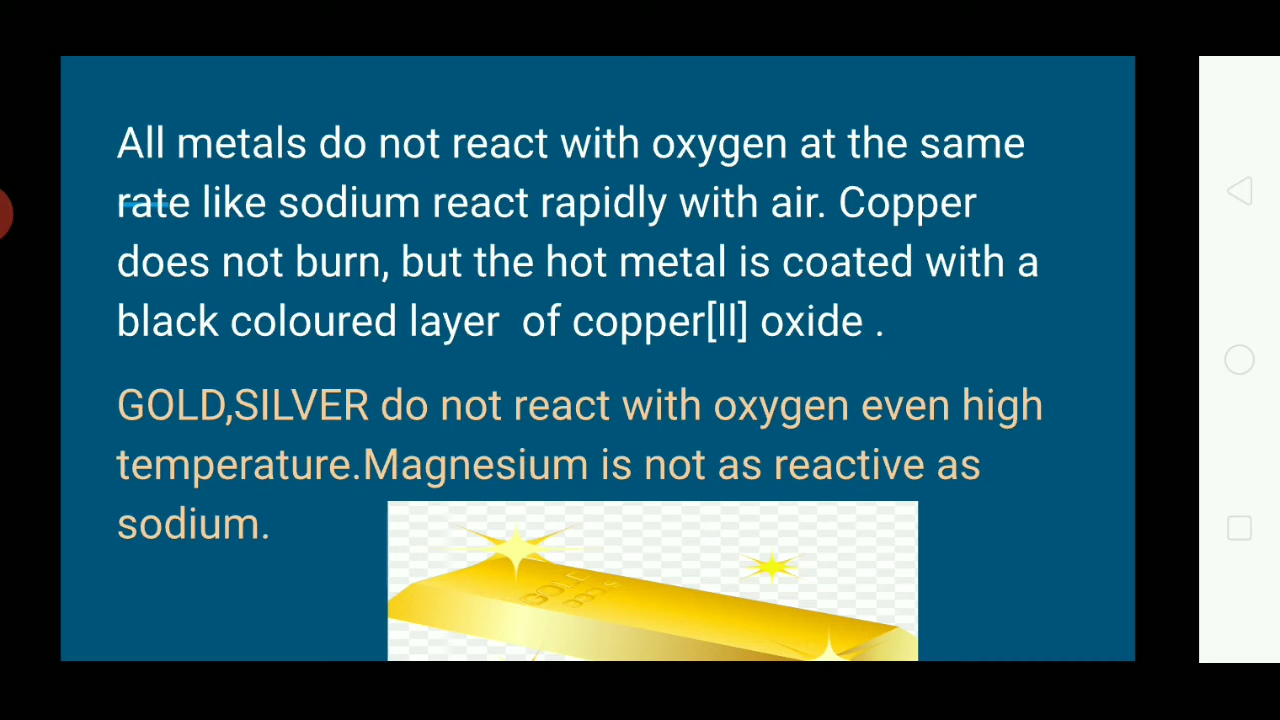 All metals do not react with oxygen at the same
rate like sodium react rapidly with air. Copper
does not burn, but the hot metal is coated with a
black coloured layer of copper[ll] oxide .
GOLD,SILVER do not react with oxygen even high
temperature.Magnesium is not as reactive as
sodium.
GOLD